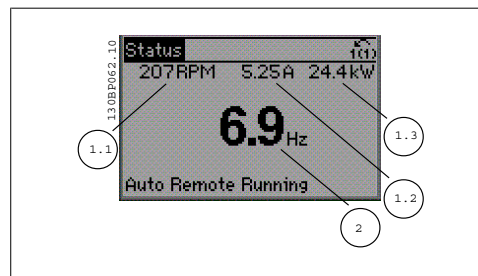 130BP062.10
Status
1(1)
207RPM 5.25A 24.4kW
6.9Hz
Auto Remote Running
1.1
1.3
1.2
2